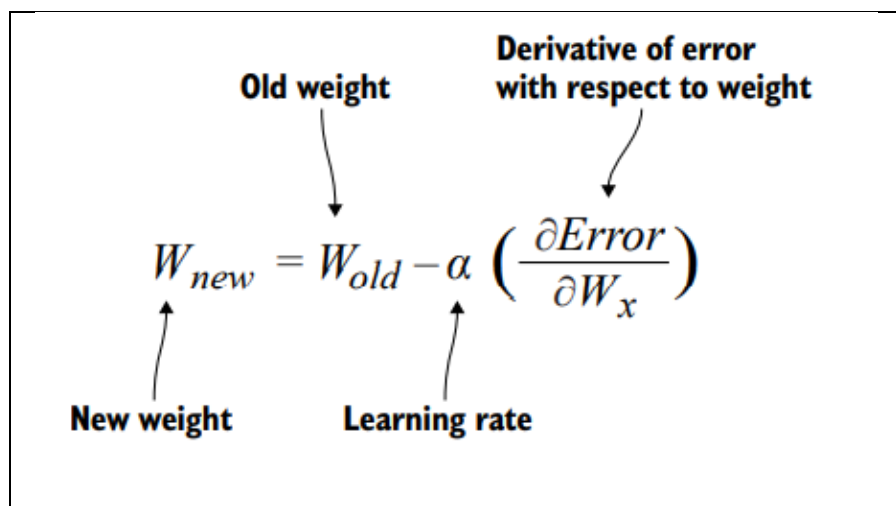 Derivative of error
Old weight with respect to weight
W_new = W_old − α (∂Error / ∂W_x)
New weight Learning rate